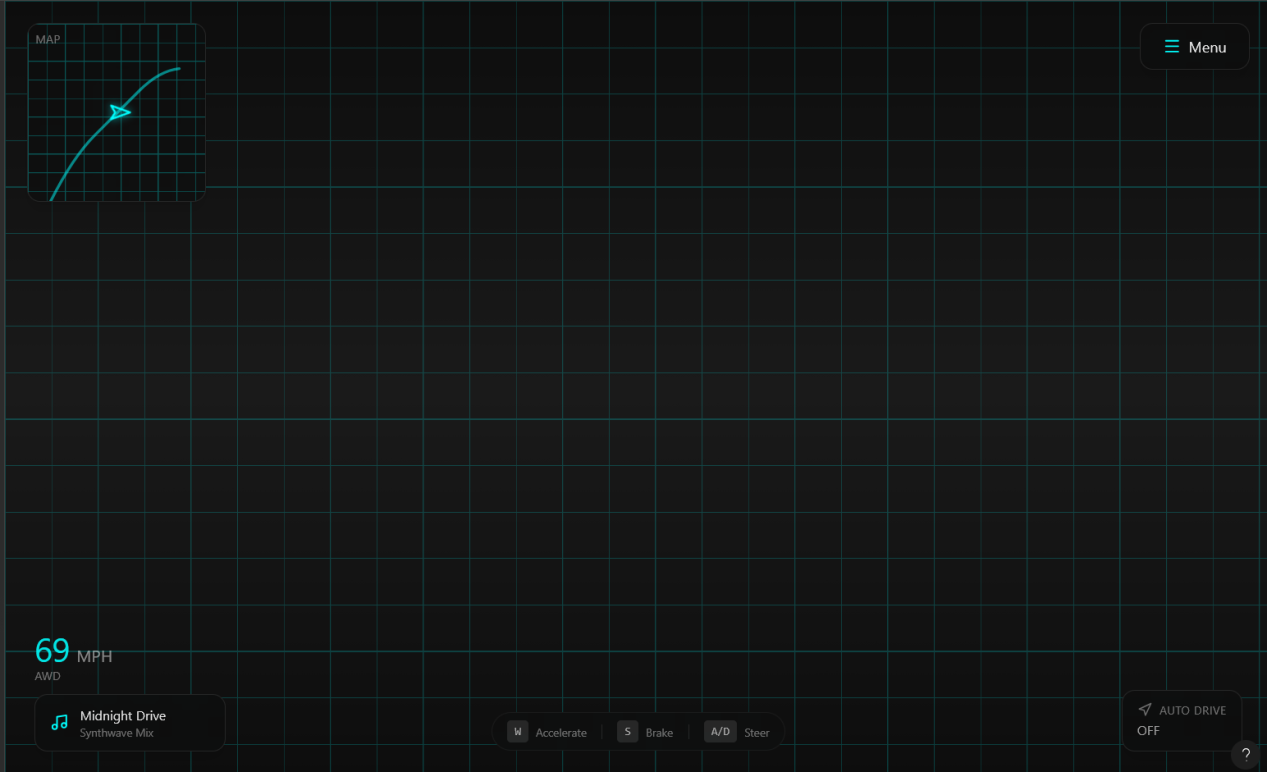 MAP
Menu
69 MPH
AWD
Midnight Drive
Synthwave Mix
W Accelerate S Brake A/D Steer
AUTO DRIVE
OFF
?